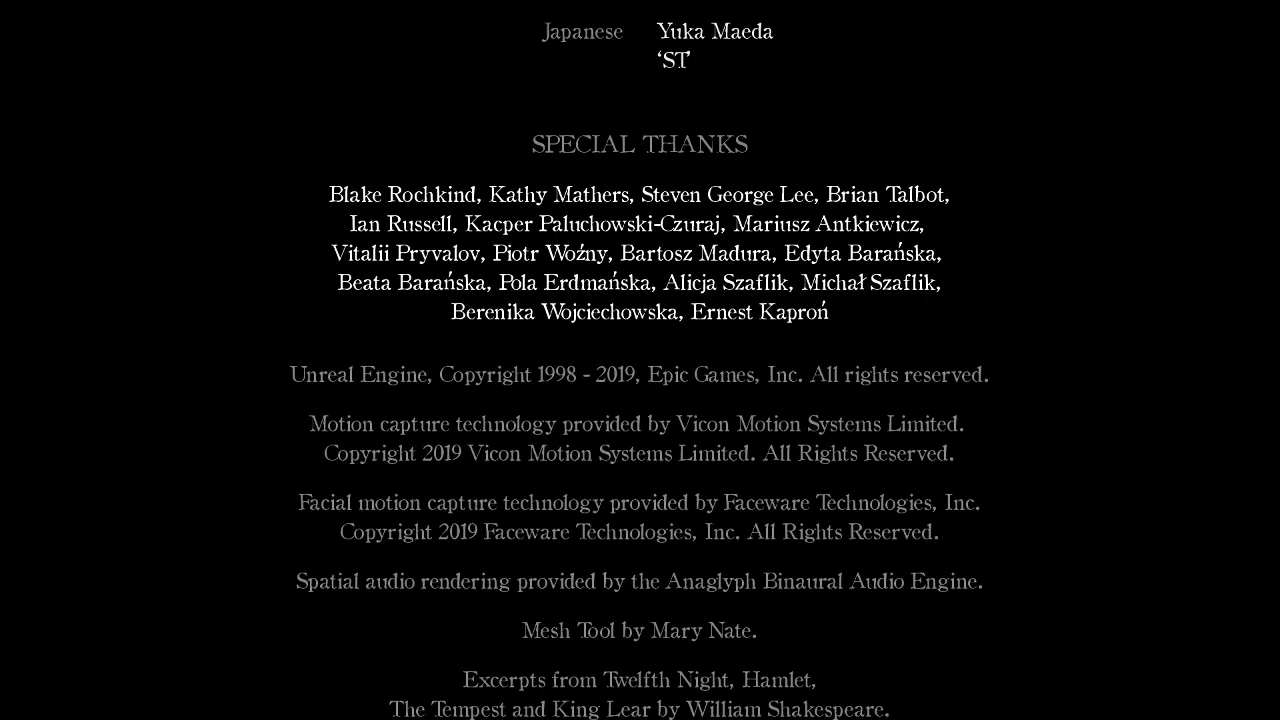 Japanese Yuka Maeda
‘ST’
SPECIAL THANKS
Blake Rochkind, Kathy Mathers, Steven George Lee, Brian Talbot,
Ian Russell, Kacper Paluchowski-Czuraj, Mariusz Antkiewicz,
Vitalii Pryvalov, Piotr Woźny, Bartosz Madura, Edyta Barańska,
Beata Barańska, Pola Erdmańska, Alicja Szaflik, Michał Szaflik,
Berenika Wojciechowska, Ernest Kaproń
Unreal Engine, Copyright 1998 - 2019, Epic Games, Inc. All rights reserved.
Motion capture technology provided by Vicon Motion Systems Limited.
Copyright 2019 Vicon Motion Systems Limited. All Rights Reserved.
Facial motion capture technology provided by Faceware Technologies, Inc.
Copyright 2019 Faceware Technologies, Inc. All Rights Reserved.
Spatial audio rendering provided by the Anaglyph Binaural Audio Engine.
Mesh Tool by Mary Nate.
Excerpts from Twelfth Night, Hamlet,
The Tempest and King Lear by William Shakespeare.